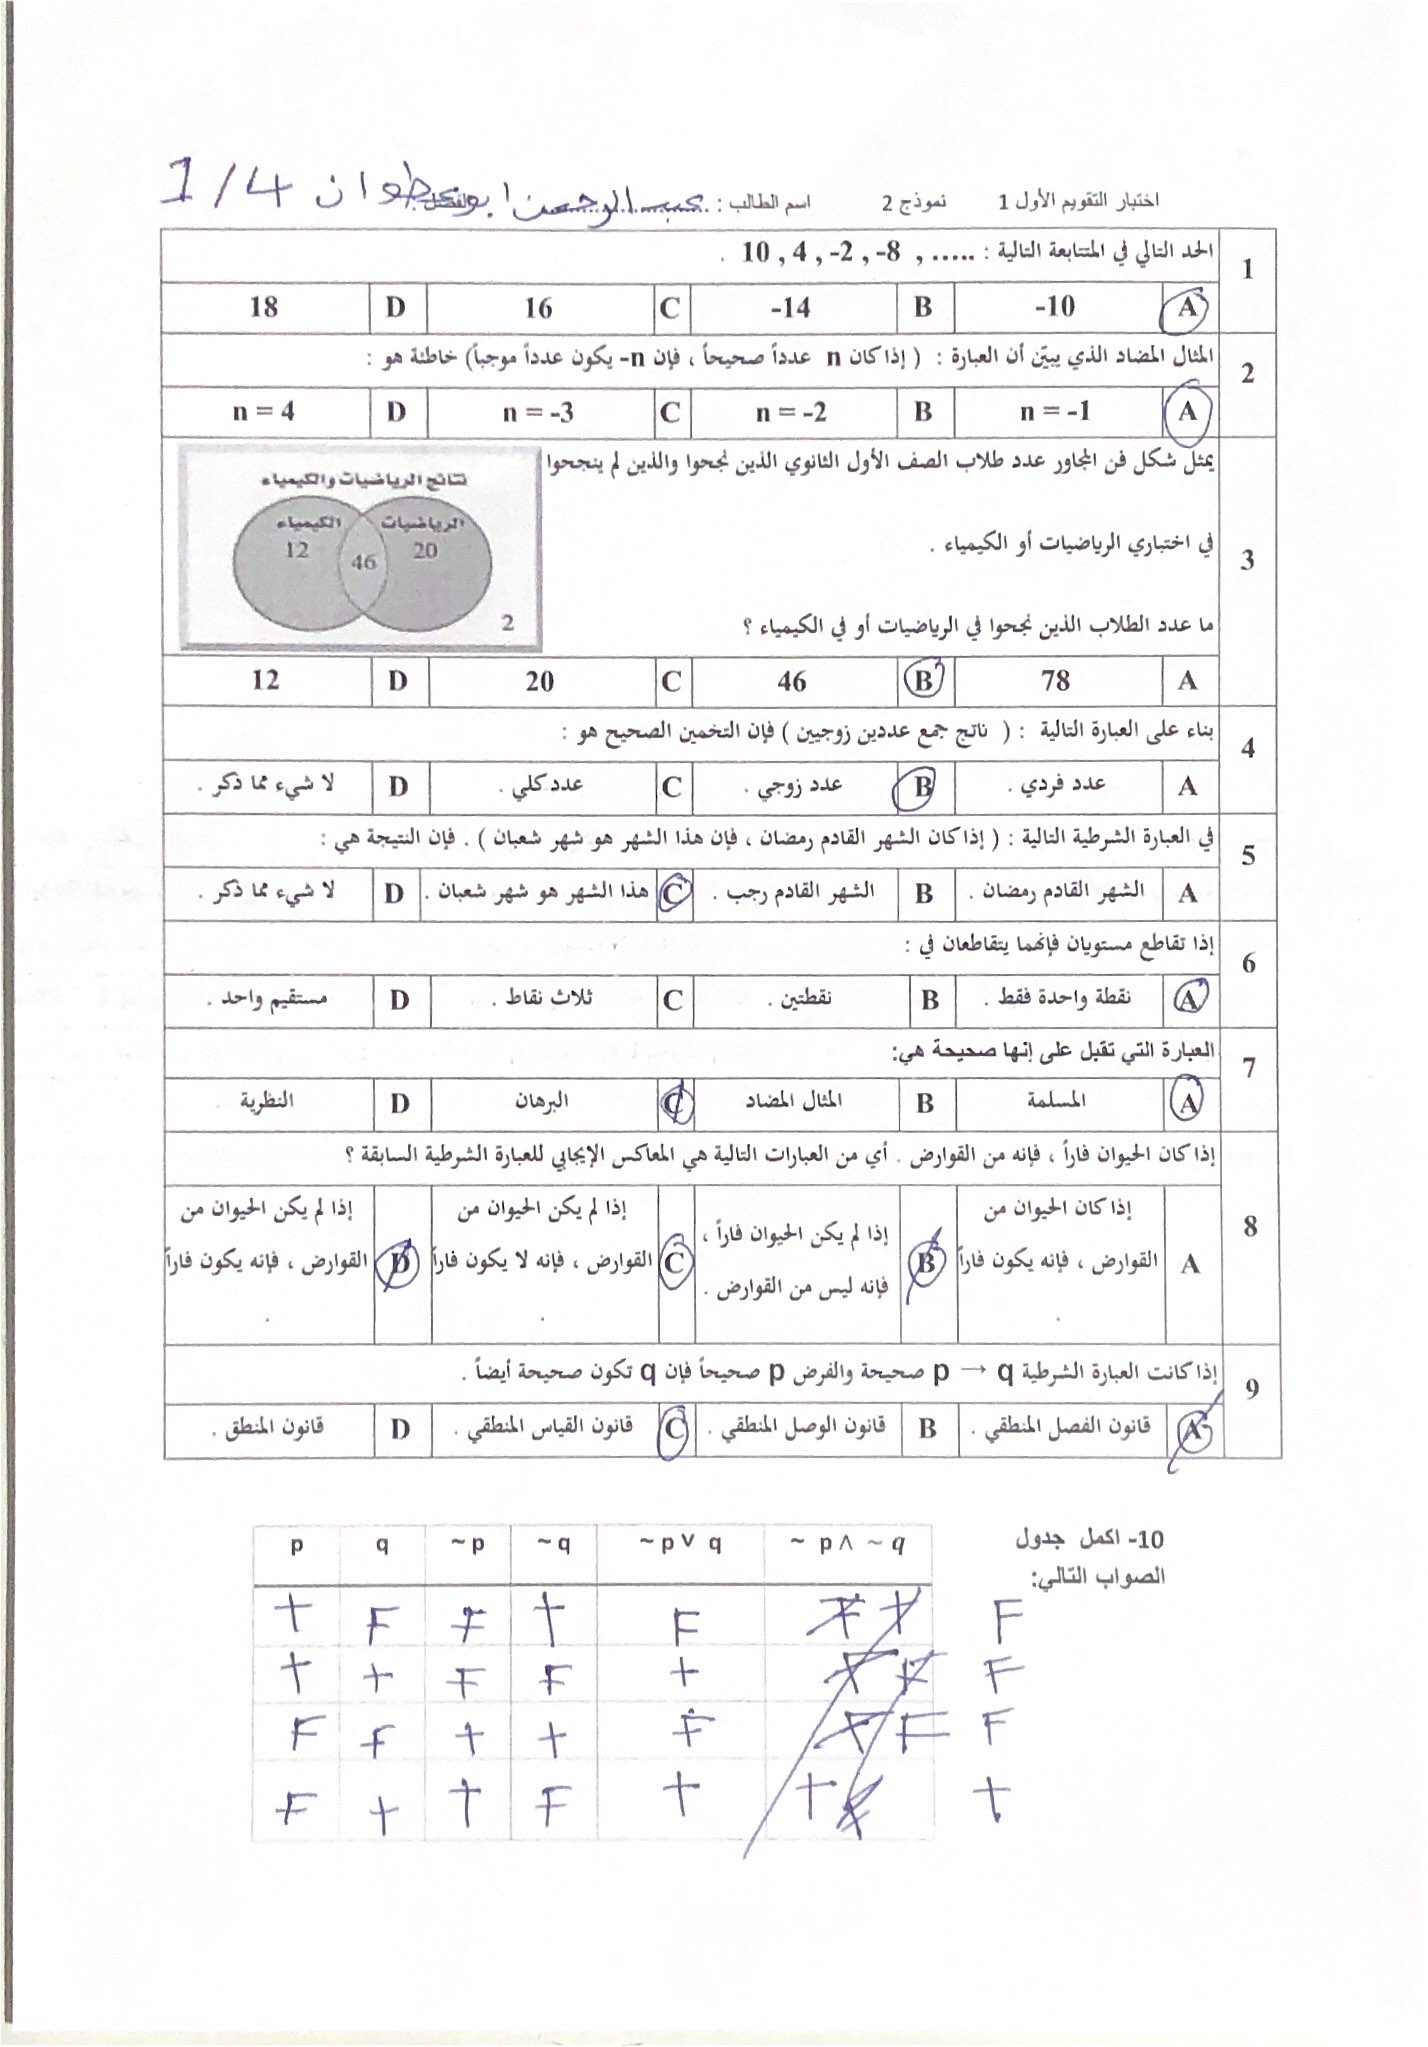 اختبار التقويم الأول 1 نموذج 2 اسم الطالب : عبد الرحمن ابو عطوان الفصل 1/4
1 الحد التالي في المتتابعة التالية : 10 , 4 , -2 , -8 , ..... .
A -10 B -14 C 16 D 18
2 المثال المضاد الذي يبيّن أن العبارة : ( إذا كان n عدداً صحيحاً ، فإن n- يكون عدداً موجباً) خاطئة هو :
A n = -1 B n = -2 C n = -3 D n = 4
3 يمثل شكل فن المجاور عدد طلاب الصف الأول الثانوي الذين نجحوا والذين لم ينجحوا
في اختباري الرياضيات أو الكيمياء .
ما عدد الطلاب الذين نجحوا في الرياضيات أو في الكيمياء ؟
نتائج الرياضيات والكيمياء
الرياضيات الكيمياء
20 46 12
2
A 78 B 46 C 20 D 12
4 بناء على العبارة التالية : ( ناتج جمع عددين زوجيين ) فإن التخمين الصحيح هو :
A عدد فردي . B عدد زوجي . C عدد كلي . D لا شيء مما ذكر .
5 في العبارة الشرطية التالية : ( إذا كان الشهر القادم رمضان ، فإن هذا الشهر هو شهر شعبان ) . فإن النتيجة هي :
A الشهر القادم رمضان . B الشهر القادم رجب . C هذا الشهر هو شهر شعبان . D لا شيء مما ذكر .
6 إذا تقاطع مستويان فإنهما يتقاطعان في :
A نقطة واحدة فقط . B نقطتين . C ثلاث نقاط . D مستقيم واحد .
7 العبارة التي تقبل على إنها صحيحة هي:
A المسلمة B المثال المضاد C البرهان D النظرية
8 إذا كان الحيوان فاراً ، فإنه من القوارض . أي من العبارات التالية هي المعاكس الإيجابي للعبارة الشرطية السابقة ؟
A إذا كان الحيوان من
القوارض ، فإنه يكون فاراً
.
B إذا لم يكن الحيوان فاراً ،
فإنه ليس من القوارض .
C إذا لم يكن الحيوان من
القوارض ، فإنه لا يكون فاراً
.
D إذا لم يكن الحيوان من
القوارض ، فإنه يكون فاراً
.
9 إذا كانت العبارة الشرطية p → q صحيحة والفرض p صحيحاً فإن q تكون صحيحة أيضاً .
A قانون الفصل المنطقي . B قانون الوصل المنطقي . C قانون القياس المنطقي . D قانون المنطق .
10- اكمل جدول
الصواب التالي:
p q ~p ~q ~p∨ q ~ p∧ ~q
T F F T F F
T T F F T F
F F T T F F
F T T F T T